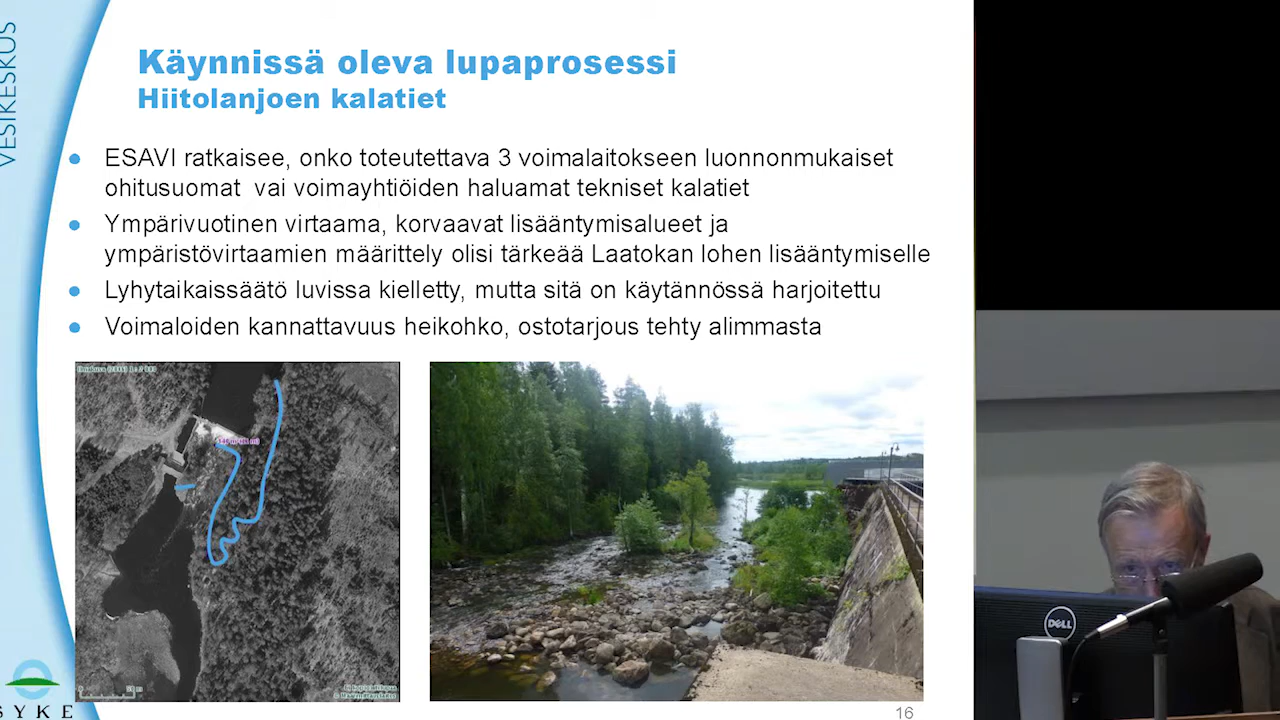 VESIKESKUS
Käynnissä oleva lupaprosessi
Hiitolanjoen kalatiet
ESAVI ratkaisee, onko toteutettava 3 voimalaitokseen luonnonmukaiset
ohitusuomat vai voimayhtiöiden haluamat tekniset kalatiet
Ympärivuotinen virtaama, korvaavat lisääntymisalueet ja
ympäristövirtaamien määrittely olisi tärkeää Laatokan lohen lisääntymiselle
Lyhytaikaissäätö luvissa kielletty, mutta sitä on käytännössä harjoitettu
Voimaloiden kannattavuus heikohko, ostotarjous tehty alimmasta
SYKE
16
DELL